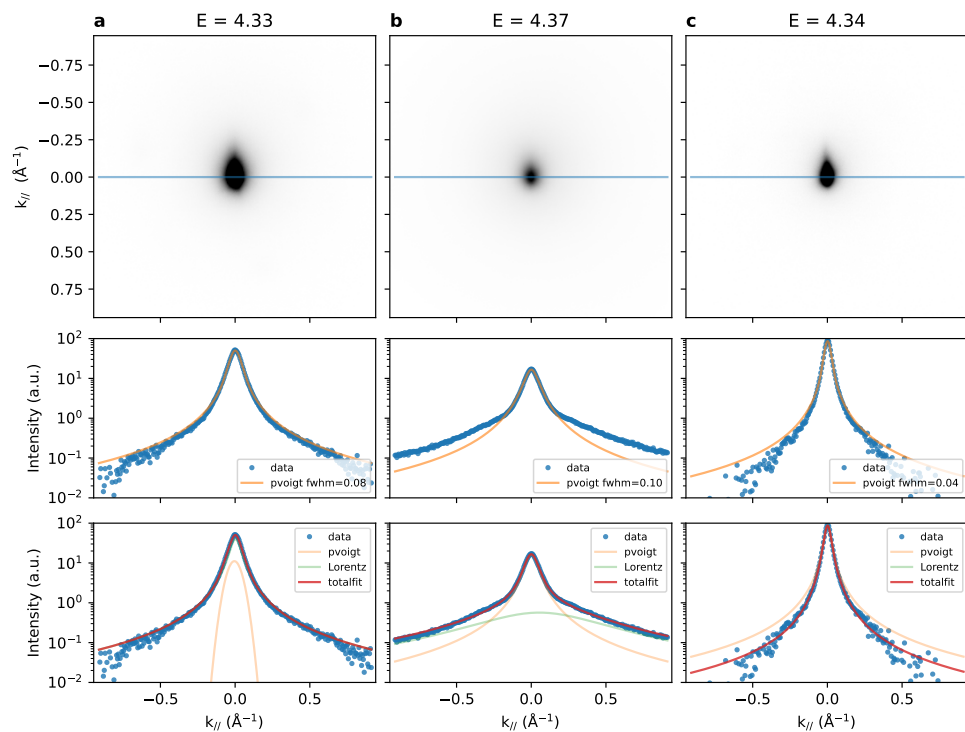 a E = 4.33
b E = 4.37
c E = 4.34
k// (Å⁻¹)
−0.75
−0.50
−0.25
0.00
0.25
0.50
0.75
Intensity (a.u.)
10²
10¹
10⁰
10⁻¹
10⁻²
data
pvoigt fwhm=0.08
data
pvoigt fwhm=0.10
data
pvoigt fwhm=0.04
Intensity (a.u.)
10²
10¹
10⁰
10⁻¹
10⁻²
data
pvoigt
Lorentz
totalfit
data
pvoigt
Lorentz
totalfit
data
pvoigt
Lorentz
totalfit
−0.5 0.0 0.5
−0.5 0.0 0.5
−0.5 0.0 0.5
k// (Å⁻¹)
k// (Å⁻¹)
k// (Å⁻¹)